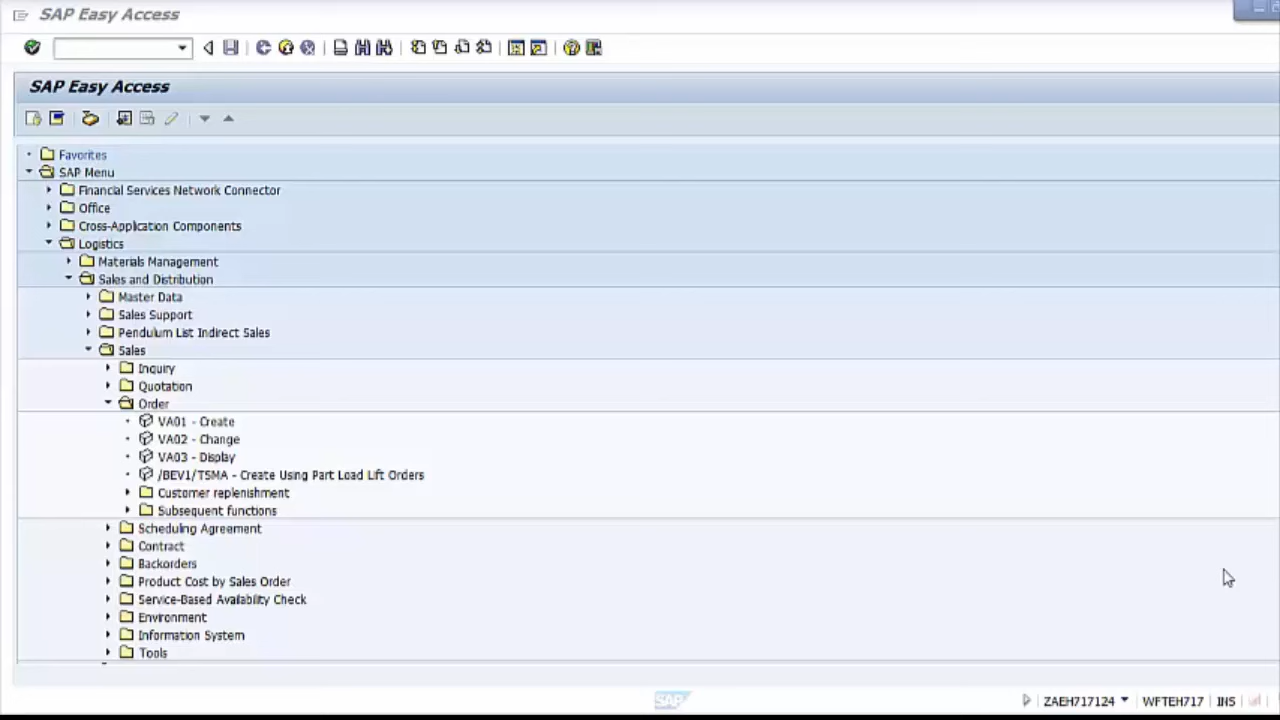 SAP Easy Access
SAP Easy Access
Favorites
SAP Menu
Financial Services Network Connector
Office
Cross-Application Components
Logistics
Materials Management
Sales and Distribution
Master Data
Sales Support
Pendulum List Indirect Sales
Sales
Inquiry
Quotation
Order
VA01 - Create
VA02 - Change
VA03 - Display
/BEV1/TSMA - Create Using Part Load Lift Orders
Customer replenishment
Subsequent functions
Scheduling Agreement
Contract
Backorders
Product Cost by Sales Order
Service-Based Availability Check
Environment
Information System
Tools
SAP ZAEH717124 WFTEH717 INS